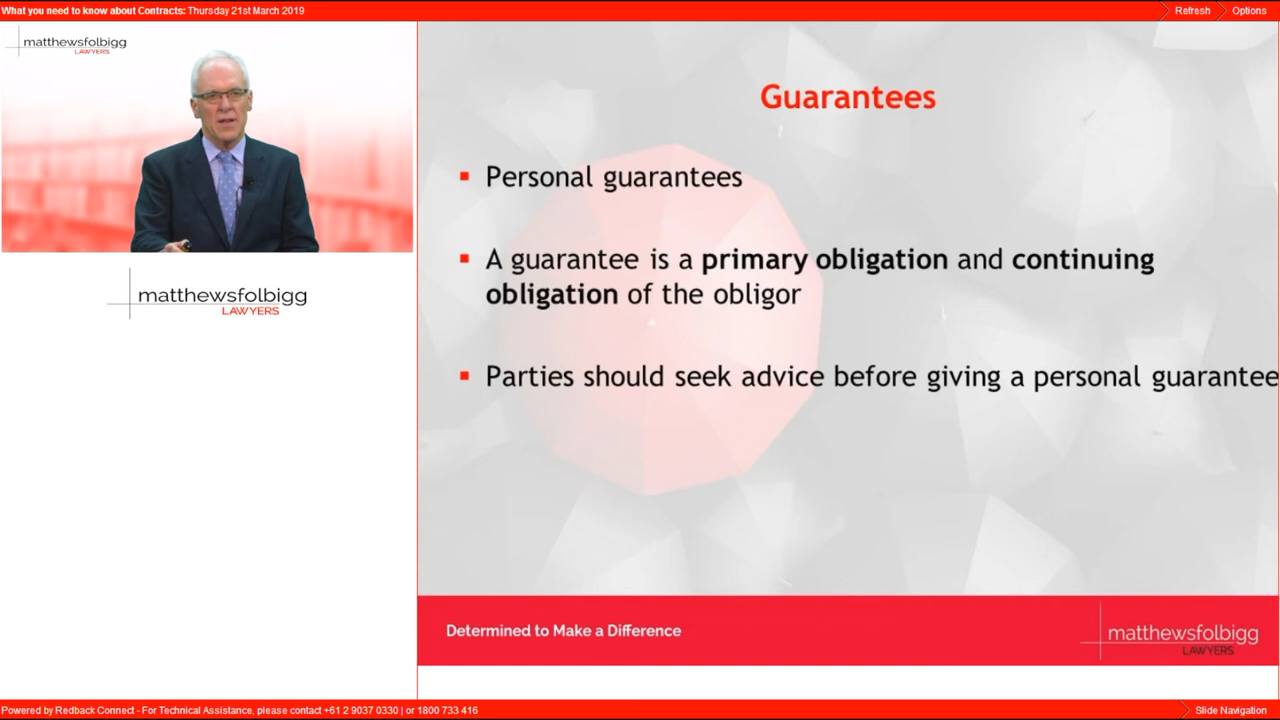 What you need to know about Contracts: Thursday 21st March 2019
Refresh
Options
matthewsfolbigg
LAWYERS
matthewsfolbigg
LAWYERS
Guarantees
Personal guarantees
A guarantee is a primary obligation and continuing
obligation of the obligor
Parties should seek advice before giving a personal guarantee
Determined to Make a Difference
matthewsfolbigg
LAWYERS
Powered by Redback Connect - For Technical Assistance, please contact +61 2 9037 0330 | or 1800 733 416
Slide Navigation